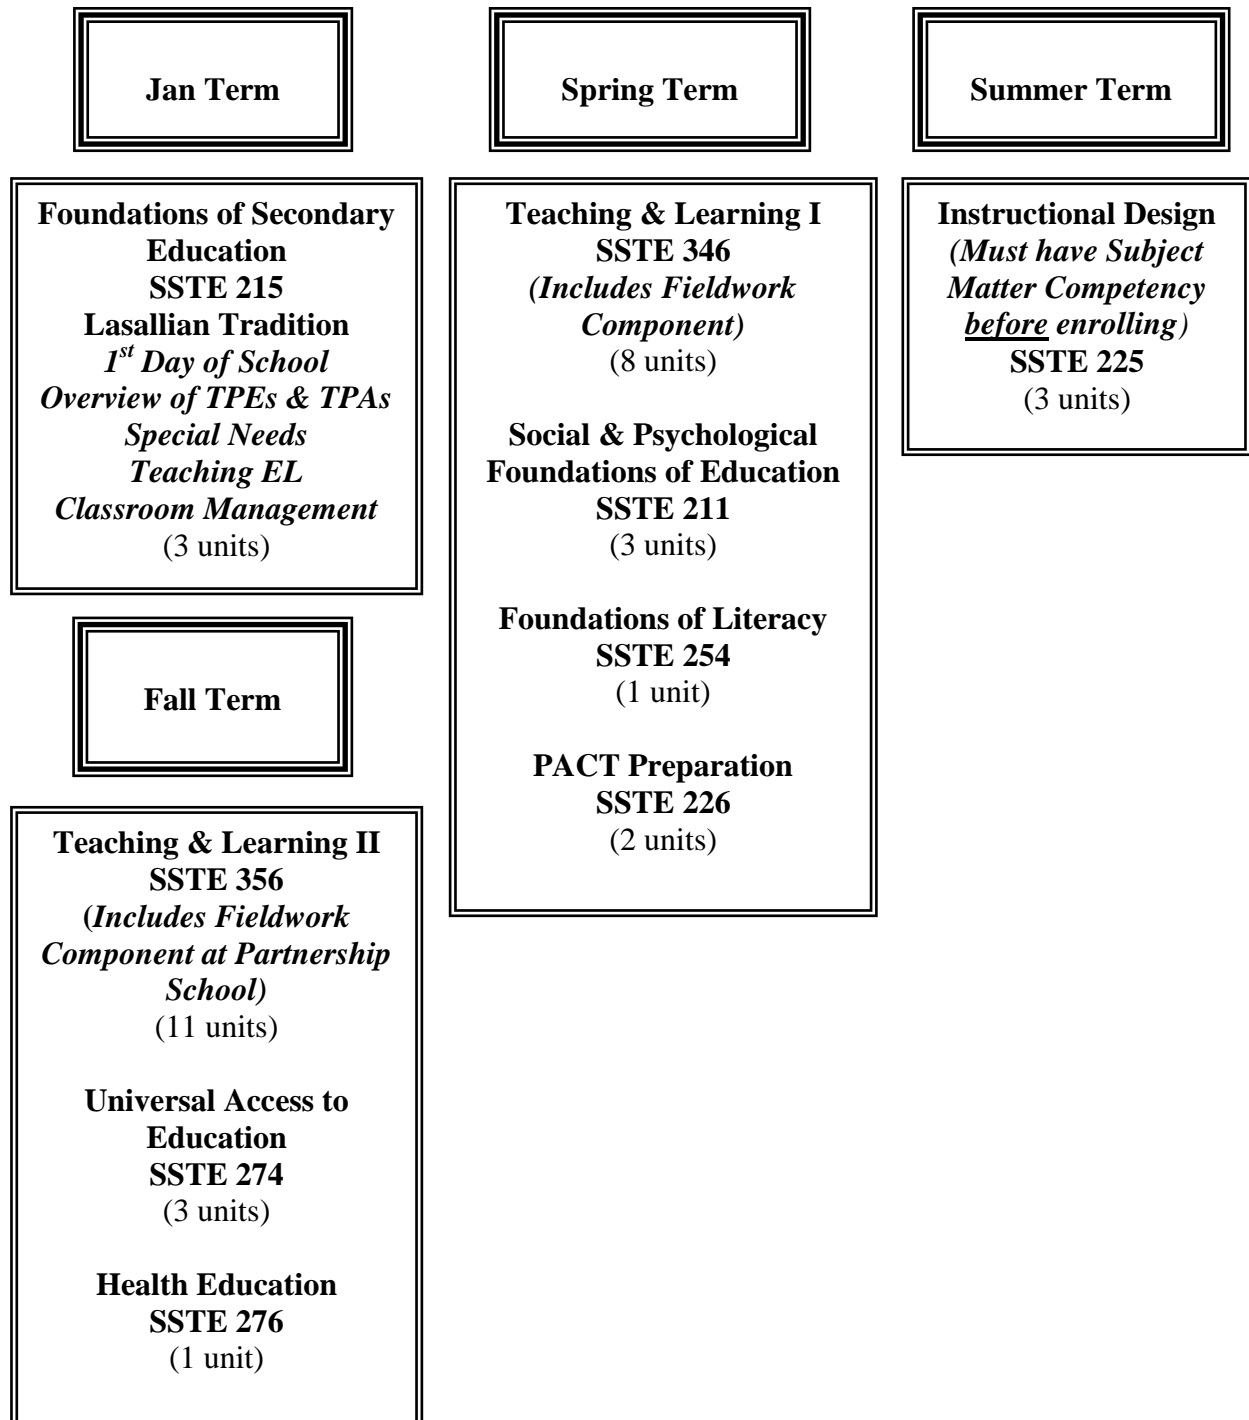 Jan Term
Foundations of Secondary
Education
SSTE 215
Lasallian Tradition
1st Day of School
Overview of TPEs & TPAs
Special Needs
Teaching EL
Classroom Management
(3 units)
Fall Term
Teaching & Learning II
SSTE 356
(Includes Fieldwork
Component at Partnership
School)
(11 units)
Universal Access to
Education
SSTE 274
(3 units)
Health Education
SSTE 276
(1 unit)
Spring Term
Teaching & Learning I
SSTE 346
(Includes Fieldwork
Component)
(8 units)
Social & Psychological
Foundations of Education
SSTE 211
(3 units)
Foundations of Literacy
SSTE 254
(1 unit)
PACT Preparation
SSTE 226
(2 units)
Summer Term
Instructional Design
(Must have Subject
Matter Competency
before enrolling)
SSTE 225
(3 units)